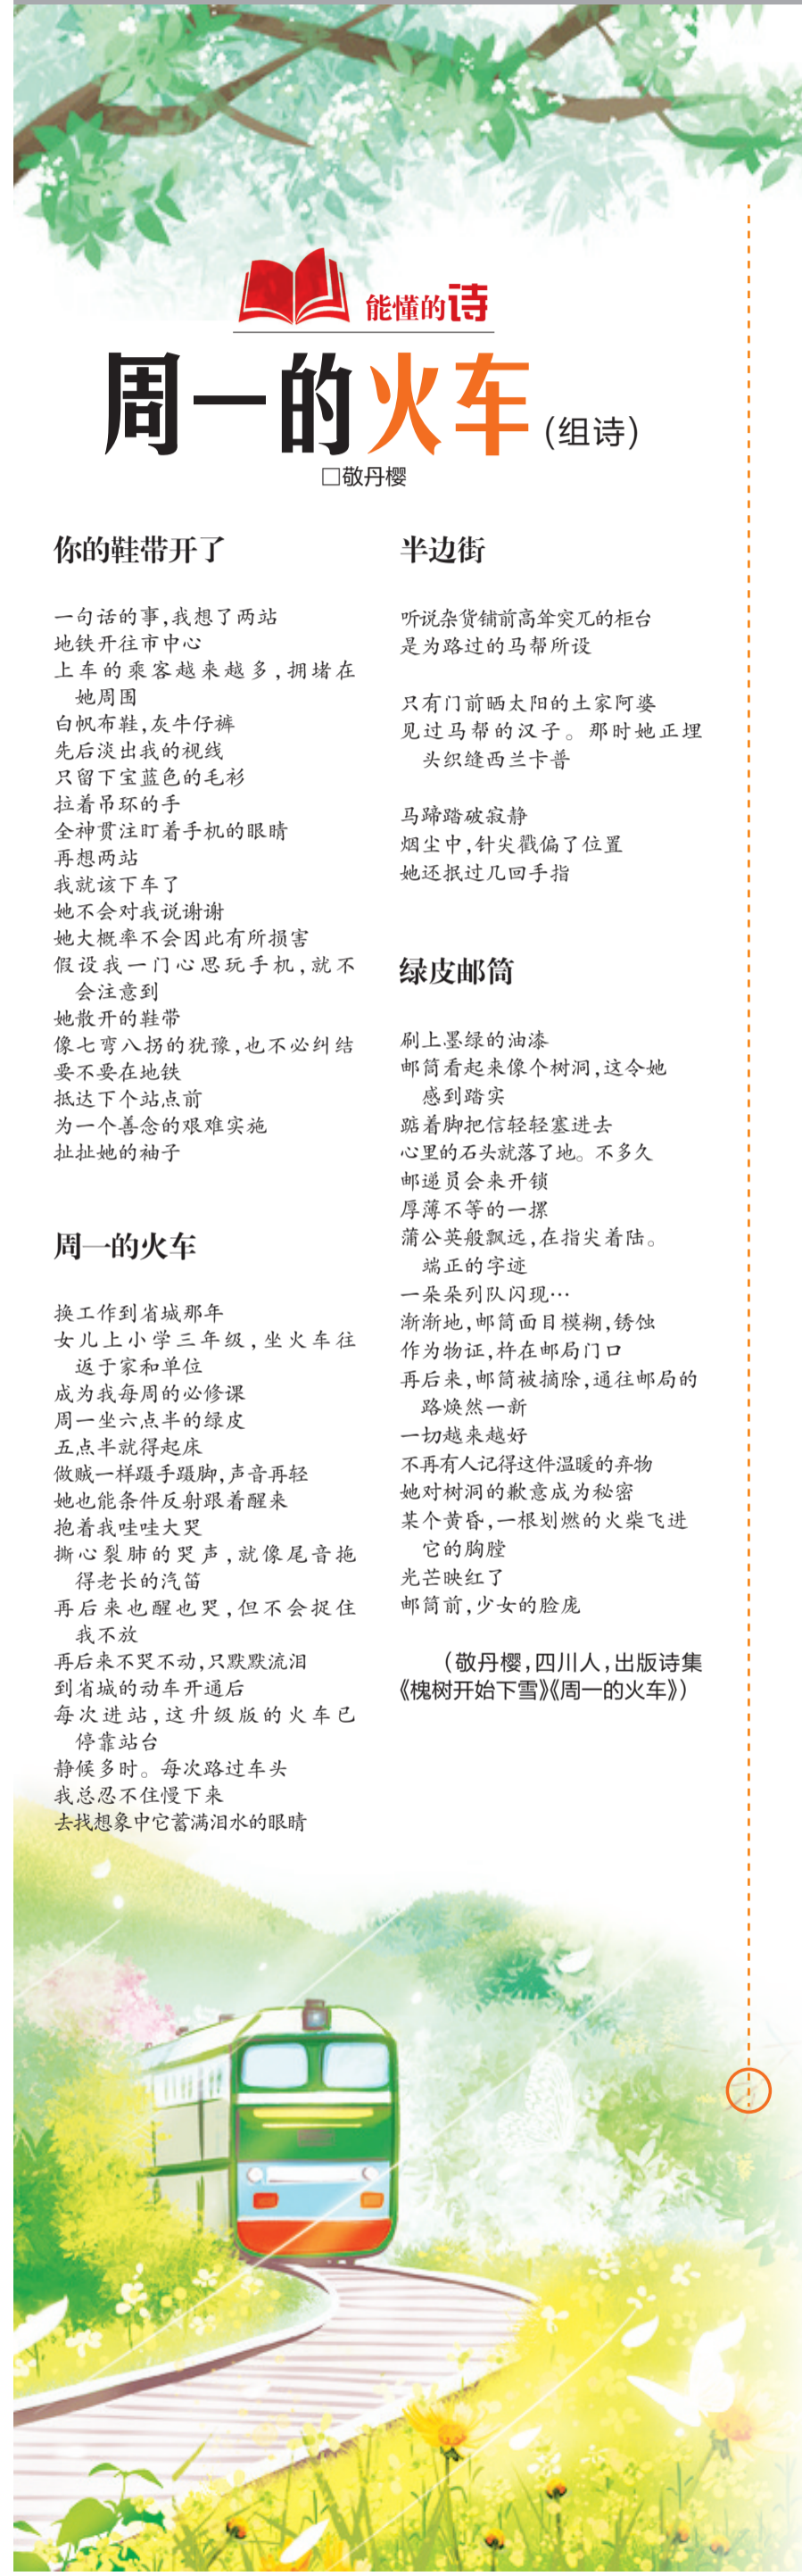 能懂的诗
周一的火车(组诗)
□敬丹樱
你的鞋带开了
一句话的事,我想了两站
地铁开往市中心
上车的乘客越来越多,拥堵在
她周围
白帆布鞋,灰牛仔裤
先后淡出我的视线
只留下宝蓝色的毛衫
拉着吊环的手
全神贯注盯着手机的眼睛
再想两站
我就该下车了
她不会对我说谢谢
她大概率不会因此有所损害
假设我一门心思玩手机,就不
会注意到
她散开的鞋带
像七弯八拐的犹豫,也不必纠结
要不要在地铁
抵达下个站点前
为一个善念的艰难实施
扯扯她的袖子
周一的火车
换工作到省城那年
女儿上小学三年级,坐火车往
返于家和单位
成为我每周的必修课
周一坐六点半的绿皮
五点半就得起床
做贼一样蹑手蹑脚,声音再轻
她也能条件反射跟着醒来
抱着我哇哇大哭
撕心裂肺的哭声,就像尾音拖
得老长的汽笛
再后来也醒也哭,但不会捉住
我不放
再后来不哭不动,只默默流泪
到省城的动车开通后
每次进站,这升级版的火车已
停靠站台
静候多时。每次路过车头
我总忍不住慢下来
去找想象中它蓄满泪水的眼睛
半边街
听说杂货铺前高耸突兀的柜台
是为路过的马帮所设
只有门前晒太阳的土家阿婆
见过马帮的汉子。那时她正埋
头织缝西兰卡普
马蹄踏破寂静
烟尘中,针尖戳偏了位置
她还抿过几回手指
绿皮邮筒
刷上墨绿的油漆
邮筒看起来像个树洞,这令她
感到踏实
踮着脚把信轻轻塞进去
心里的石头就落了地。不多久
邮递员会来开锁
厚薄不等的一摞
蒲公英般飘远,在指尖着陆。
端正的字迹
一朵朵列队闪现…
渐渐地,邮筒面目模糊,锈蚀
作为物证,杵在邮局门口
再后来,邮筒被摘除,通往邮局的
路焕然一新
一切越来越好
不再有人记得这件温暖的弃物
她对树洞的歉意成为秘密
某个黄昏,一根划燃的火柴飞进
它的胸膛
光芒映红了
邮筒前,少女的脸庞
(敬丹樱,四川人,出版诗集
《槐树开始下雪》《周一的火车》)